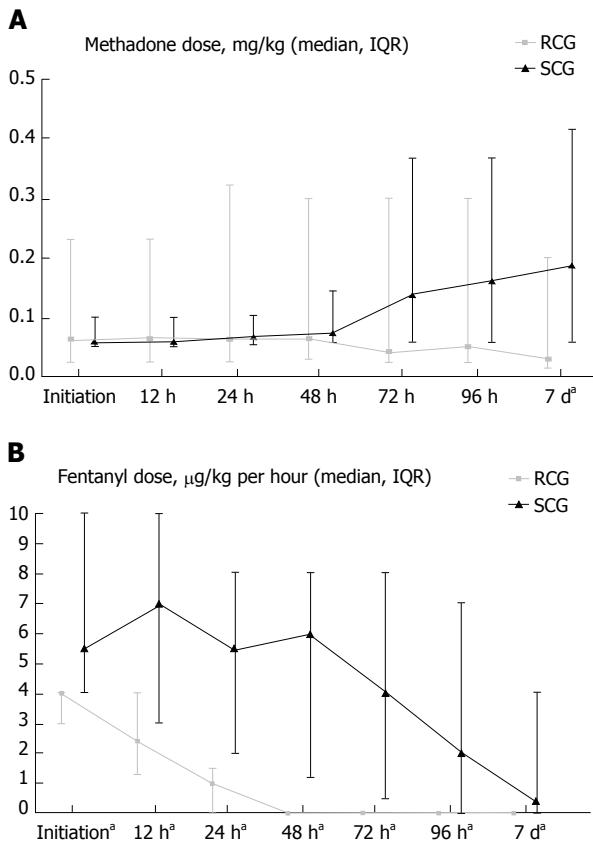 A
Methadone dose, mg/kg (median, IQR)
RCG
SCG
0.5
0.4
0.3
0.2
0.1
0.0
Initiation 12 h 24 h 48 h 72 h 96 h 7 dᵃ
B
Fentanyl dose, μg/kg per hour (median, IQR)
RCG
SCG
10
9
8
7
6
5
4
3
2
1
0
Initiationᵃ 12 hᵃ 24 hᵃ 48 hᵃ 72 hᵃ 96 hᵃ 7 dᵃ